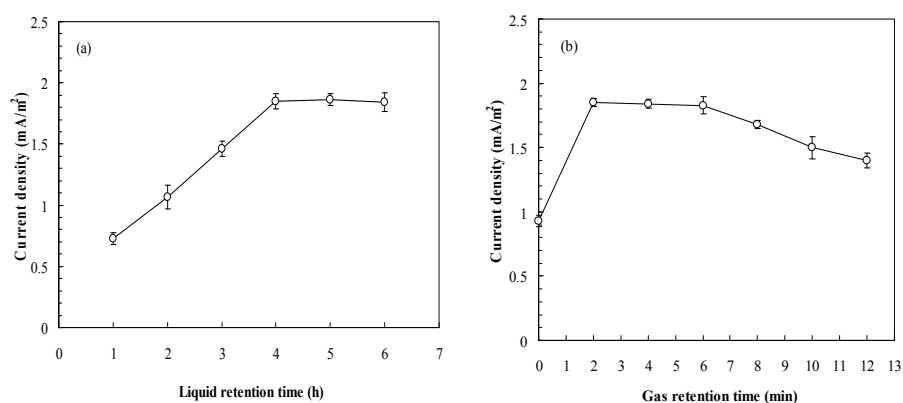 (a)
Current density (mA/m²)
2.5
2
1.5
1
0.5
0
0 1 2 3 4 5 6 7
Liquid retention time (h)
(b)
Current density (mA/m²)
2.5
2
1.5
1
0.5
0
0 1 2 3 4 5 6 7 8 9 10 11 12 13
Gas retention time (min)